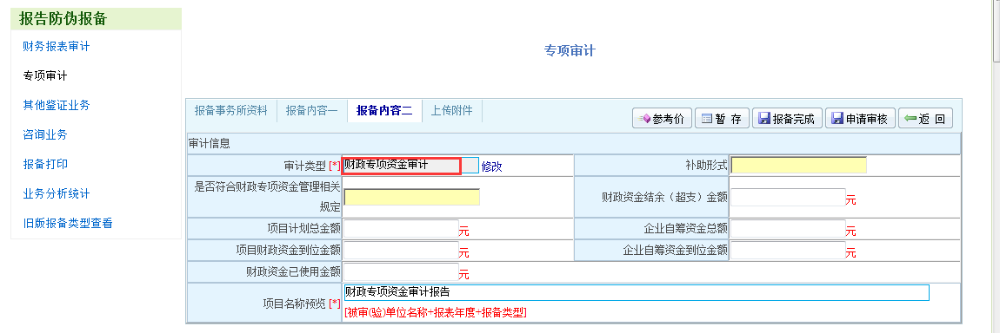 报告防伪报备
财务报表审计
专项审计
其他鉴证业务
咨询业务
报备打印
业务分析统计
旧版报备类型查看
专项审计
报备事务所资料 报备内容一 报备内容二 上传附件
参考价 暂 存 报备完成 申请审核 返 回
审计信息
审计类型 [*] 财政专项资金审计 修改 补助形式
是否符合财政专项资金管理相关
规定
财政资金结余（超支）金额 元
项目计划总金额 元 企业自筹资金总额 元
项目财政资金到位金额 元 企业自筹资金到位金额 元
财政资金已使用金额 元
项目名称预览 [*] 财政专项资金审计报告
[被审(验)单位名称+报表年度+报备类型]